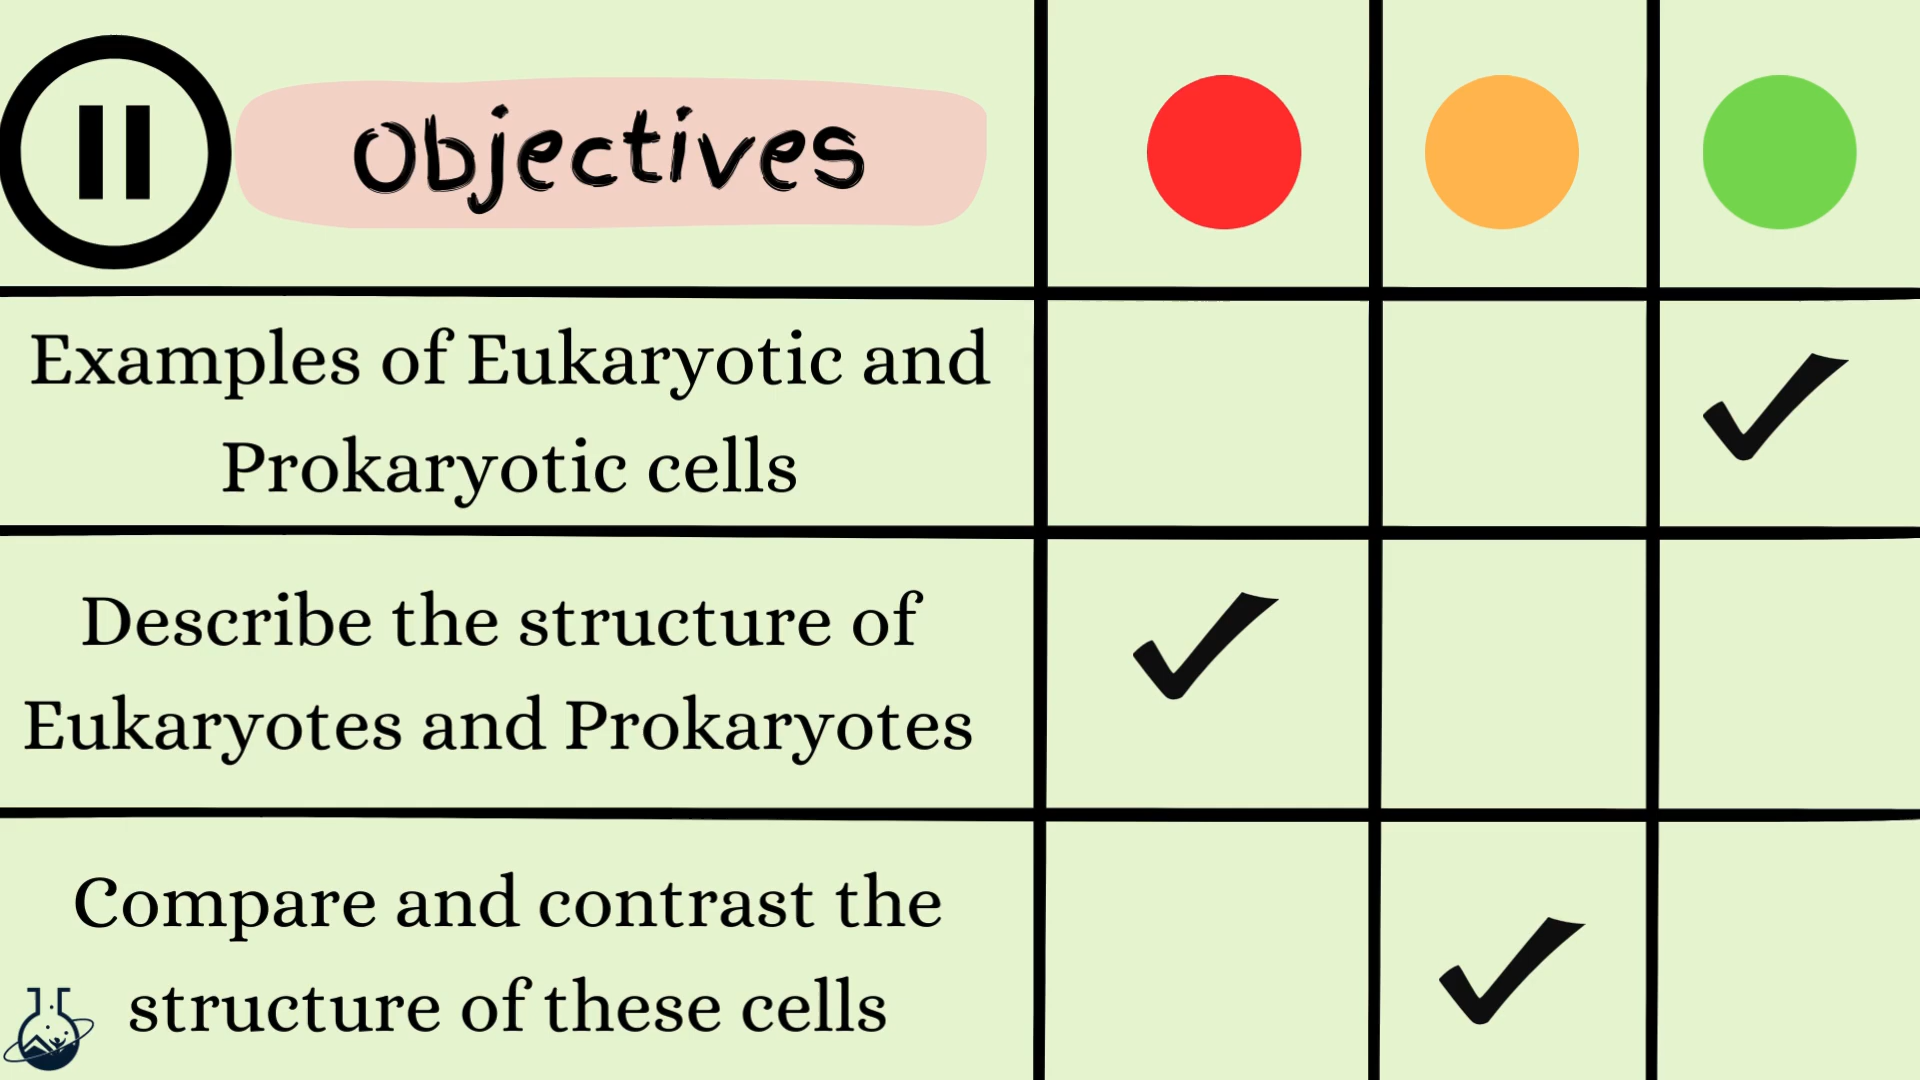 Objectives
Examples of Eukaryotic and
Prokaryotic cells
Describe the structure of
Eukaryotes and Prokaryotes
Compare and contrast the
structure of these cells